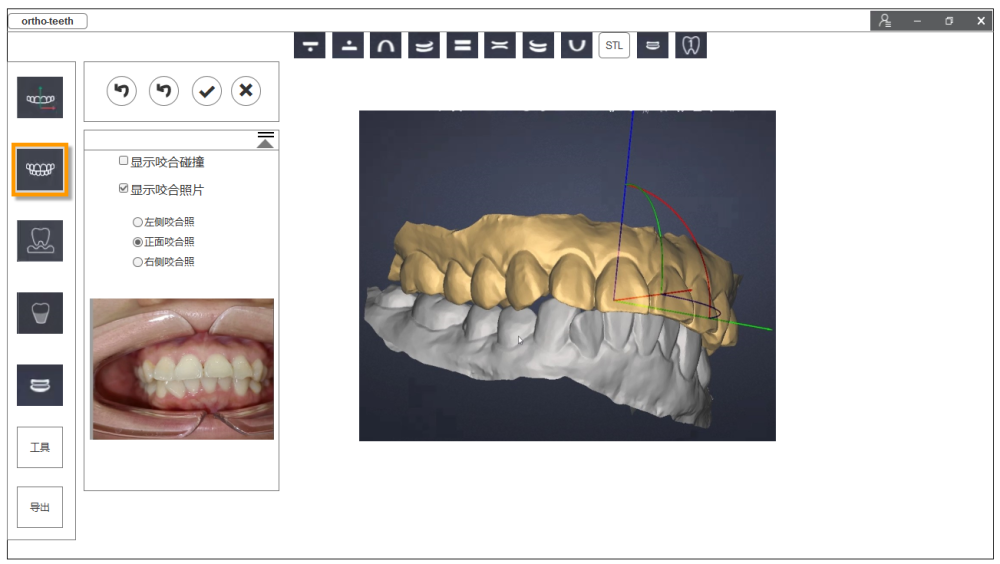 ortho-teeth
STL
显示咬合碰撞
显示咬合照片
左侧咬合照
正面咬合照
右侧咬合照
工具
导出